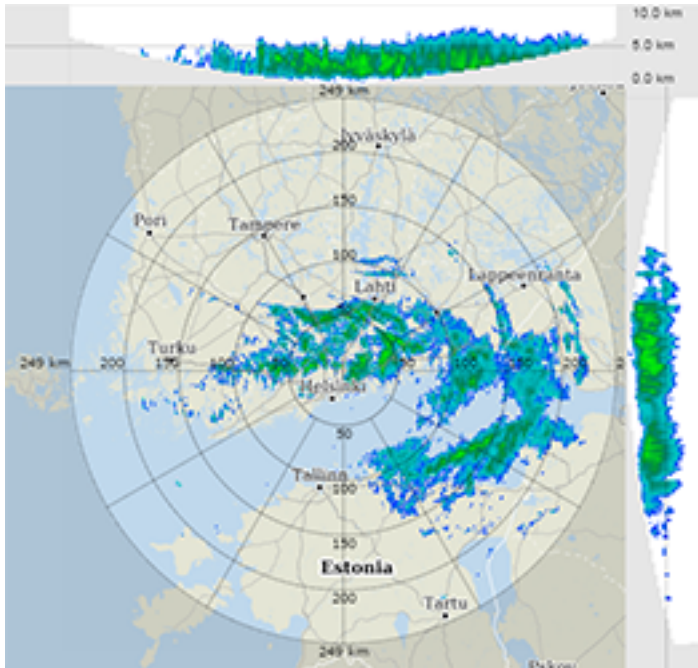 10.0 km
5.0 km
0.0 km
249 km
Jyväskylä
200
Pori
Tampere
150
100
Lappeenranta
Lahti
Turku
249 km
200
150
100
150
200
Helsinki
50
Tallinn
100
150
Estonia
200
Tartu
249 km
Pskov